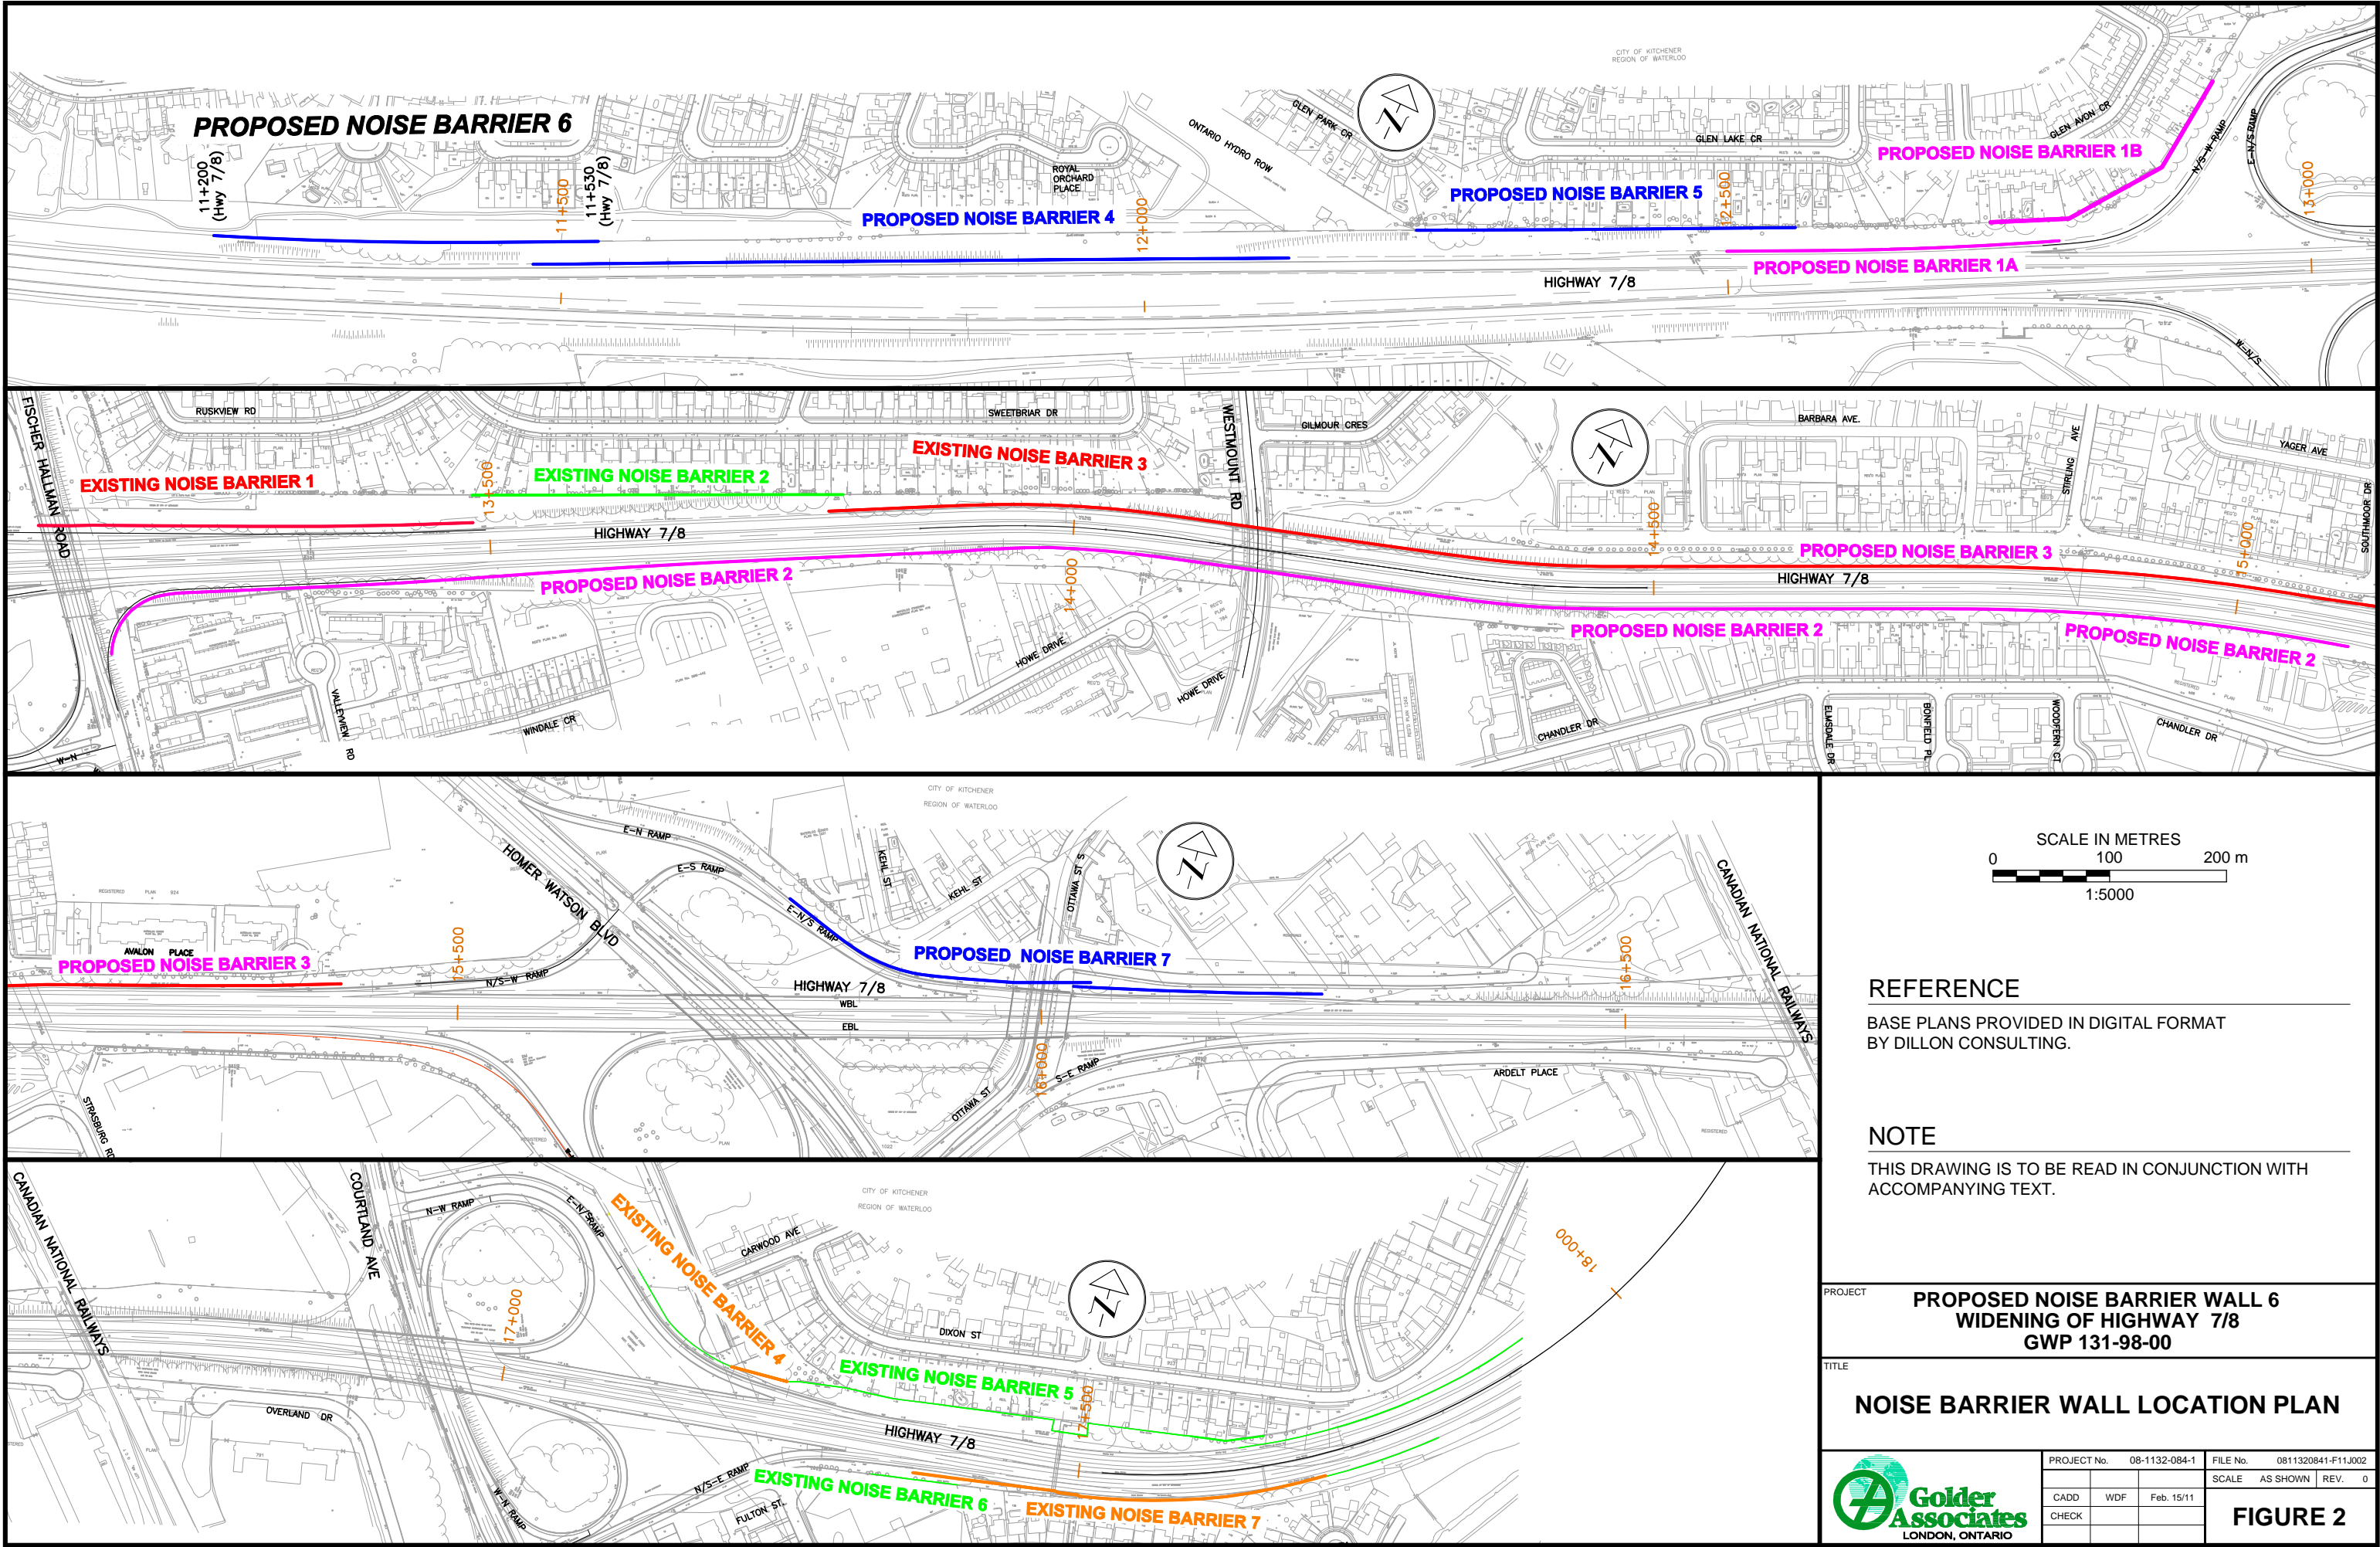 CITY OF KITCHENER
REGION OF WATERLOO
PROPOSED NOISE BARRIER 6
11+200
(Hwy 7/8)
11+500
11+530
(Hwy 7/8)
ROYAL
ORCHARD
PLACE
PROPOSED NOISE BARRIER 4
12+000
ONTARIO HYDRO ROW
GLEN PARK CR
GLEN LAKE CR
PROPOSED NOISE BARRIER 5
12+500
PROPOSED NOISE BARRIER 1B
GLEN AVON CR
N/S-W RAMP
E-N/S RAMP
13+000
PROPOSED NOISE BARRIER 1A
HIGHWAY 7/8
W-N/S
FISCHER HALLMAN ROAD
RUSKVIEW RD
SWEETBRIAR DR
WESTMOUNT RD
GILMOUR CRES
BARBARA AVE.
STIRLING AVE
YAGER AVE
SOUTHMOOR DR
EXISTING NOISE BARRIER 1
13+500
EXISTING NOISE BARRIER 2
EXISTING NOISE BARRIER 3
HIGHWAY 7/8
PROPOSED NOISE BARRIER 2
14+000
14+500
PROPOSED NOISE BARRIER 3
HIGHWAY 7/8
15+000
PROPOSED NOISE BARRIER 2
PROPOSED NOISE BARRIER 2
HOWE DRIVE
HOWE DRIVE
VALLEYVIEW RD
WINDALE CR
W-N
CHANDLER DR
ELMSDALE DR
BONFIELD PL
WOODFERN CT
CHANDLER DR
CITY OF KITCHENER
REGION OF WATERLOO
REGISTERED PLAN 924
AVALON PLACE
PROPOSED NOISE BARRIER 3
15+500
N/S-W RAMP
HOMER WATSON BLVD
E-N RAMP
E-S RAMP
E-N/S RAMP
KEHL ST
KEHL ST
OTTAWA ST S
PROPOSED NOISE BARRIER 7
HIGHWAY 7/8
WBL
EBL
16+000
S-E RAMP
OTTAWA ST
ARDELT PLACE
16+500
CANADIAN NATIONAL RAILWAYS
STRASBURG RD
CANADIAN NATIONAL RAILWAYS
COURTLAND AVE
N-W RAMP
E-N/S RAMP
17+000
CITY OF KITCHENER
REGION OF WATERLOO
CARWOOD AVE
EXISTING NOISE BARRIER 4
DIXON ST
EXISTING NOISE BARRIER 5
17+500
18+000
OVERLAND DR
HIGHWAY 7/8
N/S-E RAMP
W-N RAMP
FULTON ST.
EXISTING NOISE BARRIER 6
EXISTING NOISE BARRIER 7
SCALE IN METRES
0 100 200 m
1:5000
REFERENCE
BASE PLANS PROVIDED IN DIGITAL FORMAT
BY DILLON CONSULTING.
NOTE
THIS DRAWING IS TO BE READ IN CONJUNCTION WITH
ACCOMPANYING TEXT.
PROJECT
PROPOSED NOISE BARRIER WALL 6
WIDENING OF HIGHWAY 7/8
GWP 131-98-00
TITLE
NOISE BARRIER WALL LOCATION PLAN
Golder
Associates
LONDON, ONTARIO
PROJECT No. 08-1132-084-1
FILE No. 0811320841-F11J002
SCALE AS SHOWN REV. 0
CADD WDF Feb. 15/11
CHECK
FIGURE 2